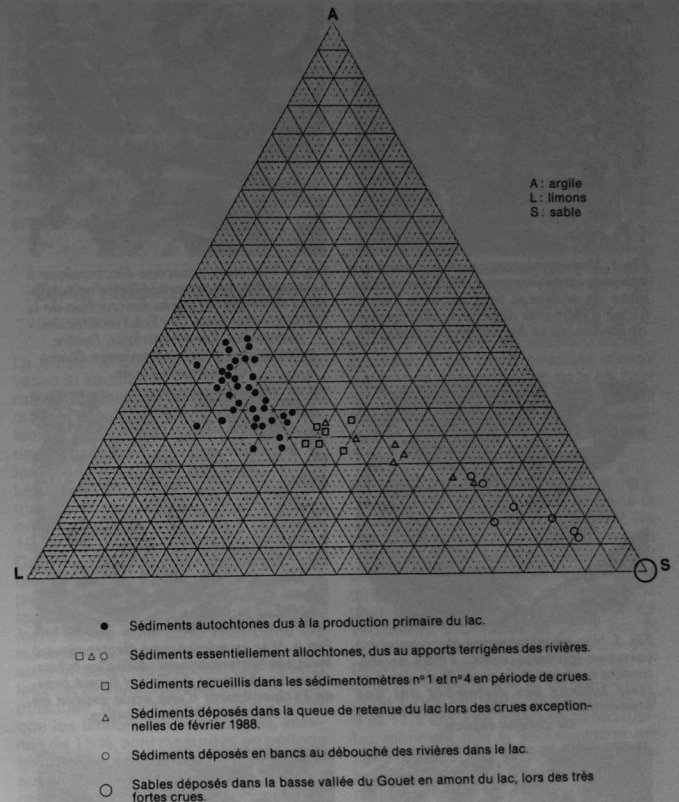 A
A : argile
L : limons
S : sable
L
S
Sédiments autochtones dus à la production primaire du lac.
Sédiments essentiellement allochtones, dus au apports terrigènes des rivières.
Sédiments recueillis dans les sédimentomètres n° 1 et n° 4 en période de crues.
Sédiments déposés dans la queue de retenue du lac lors des crues exception-
nelles de février 1988.
Sédiments déposés en bancs au débouché des rivières dans le lac.
Sables déposés dans la basse vallée du Gouet en amont du lac, lors des très
fortes crues.